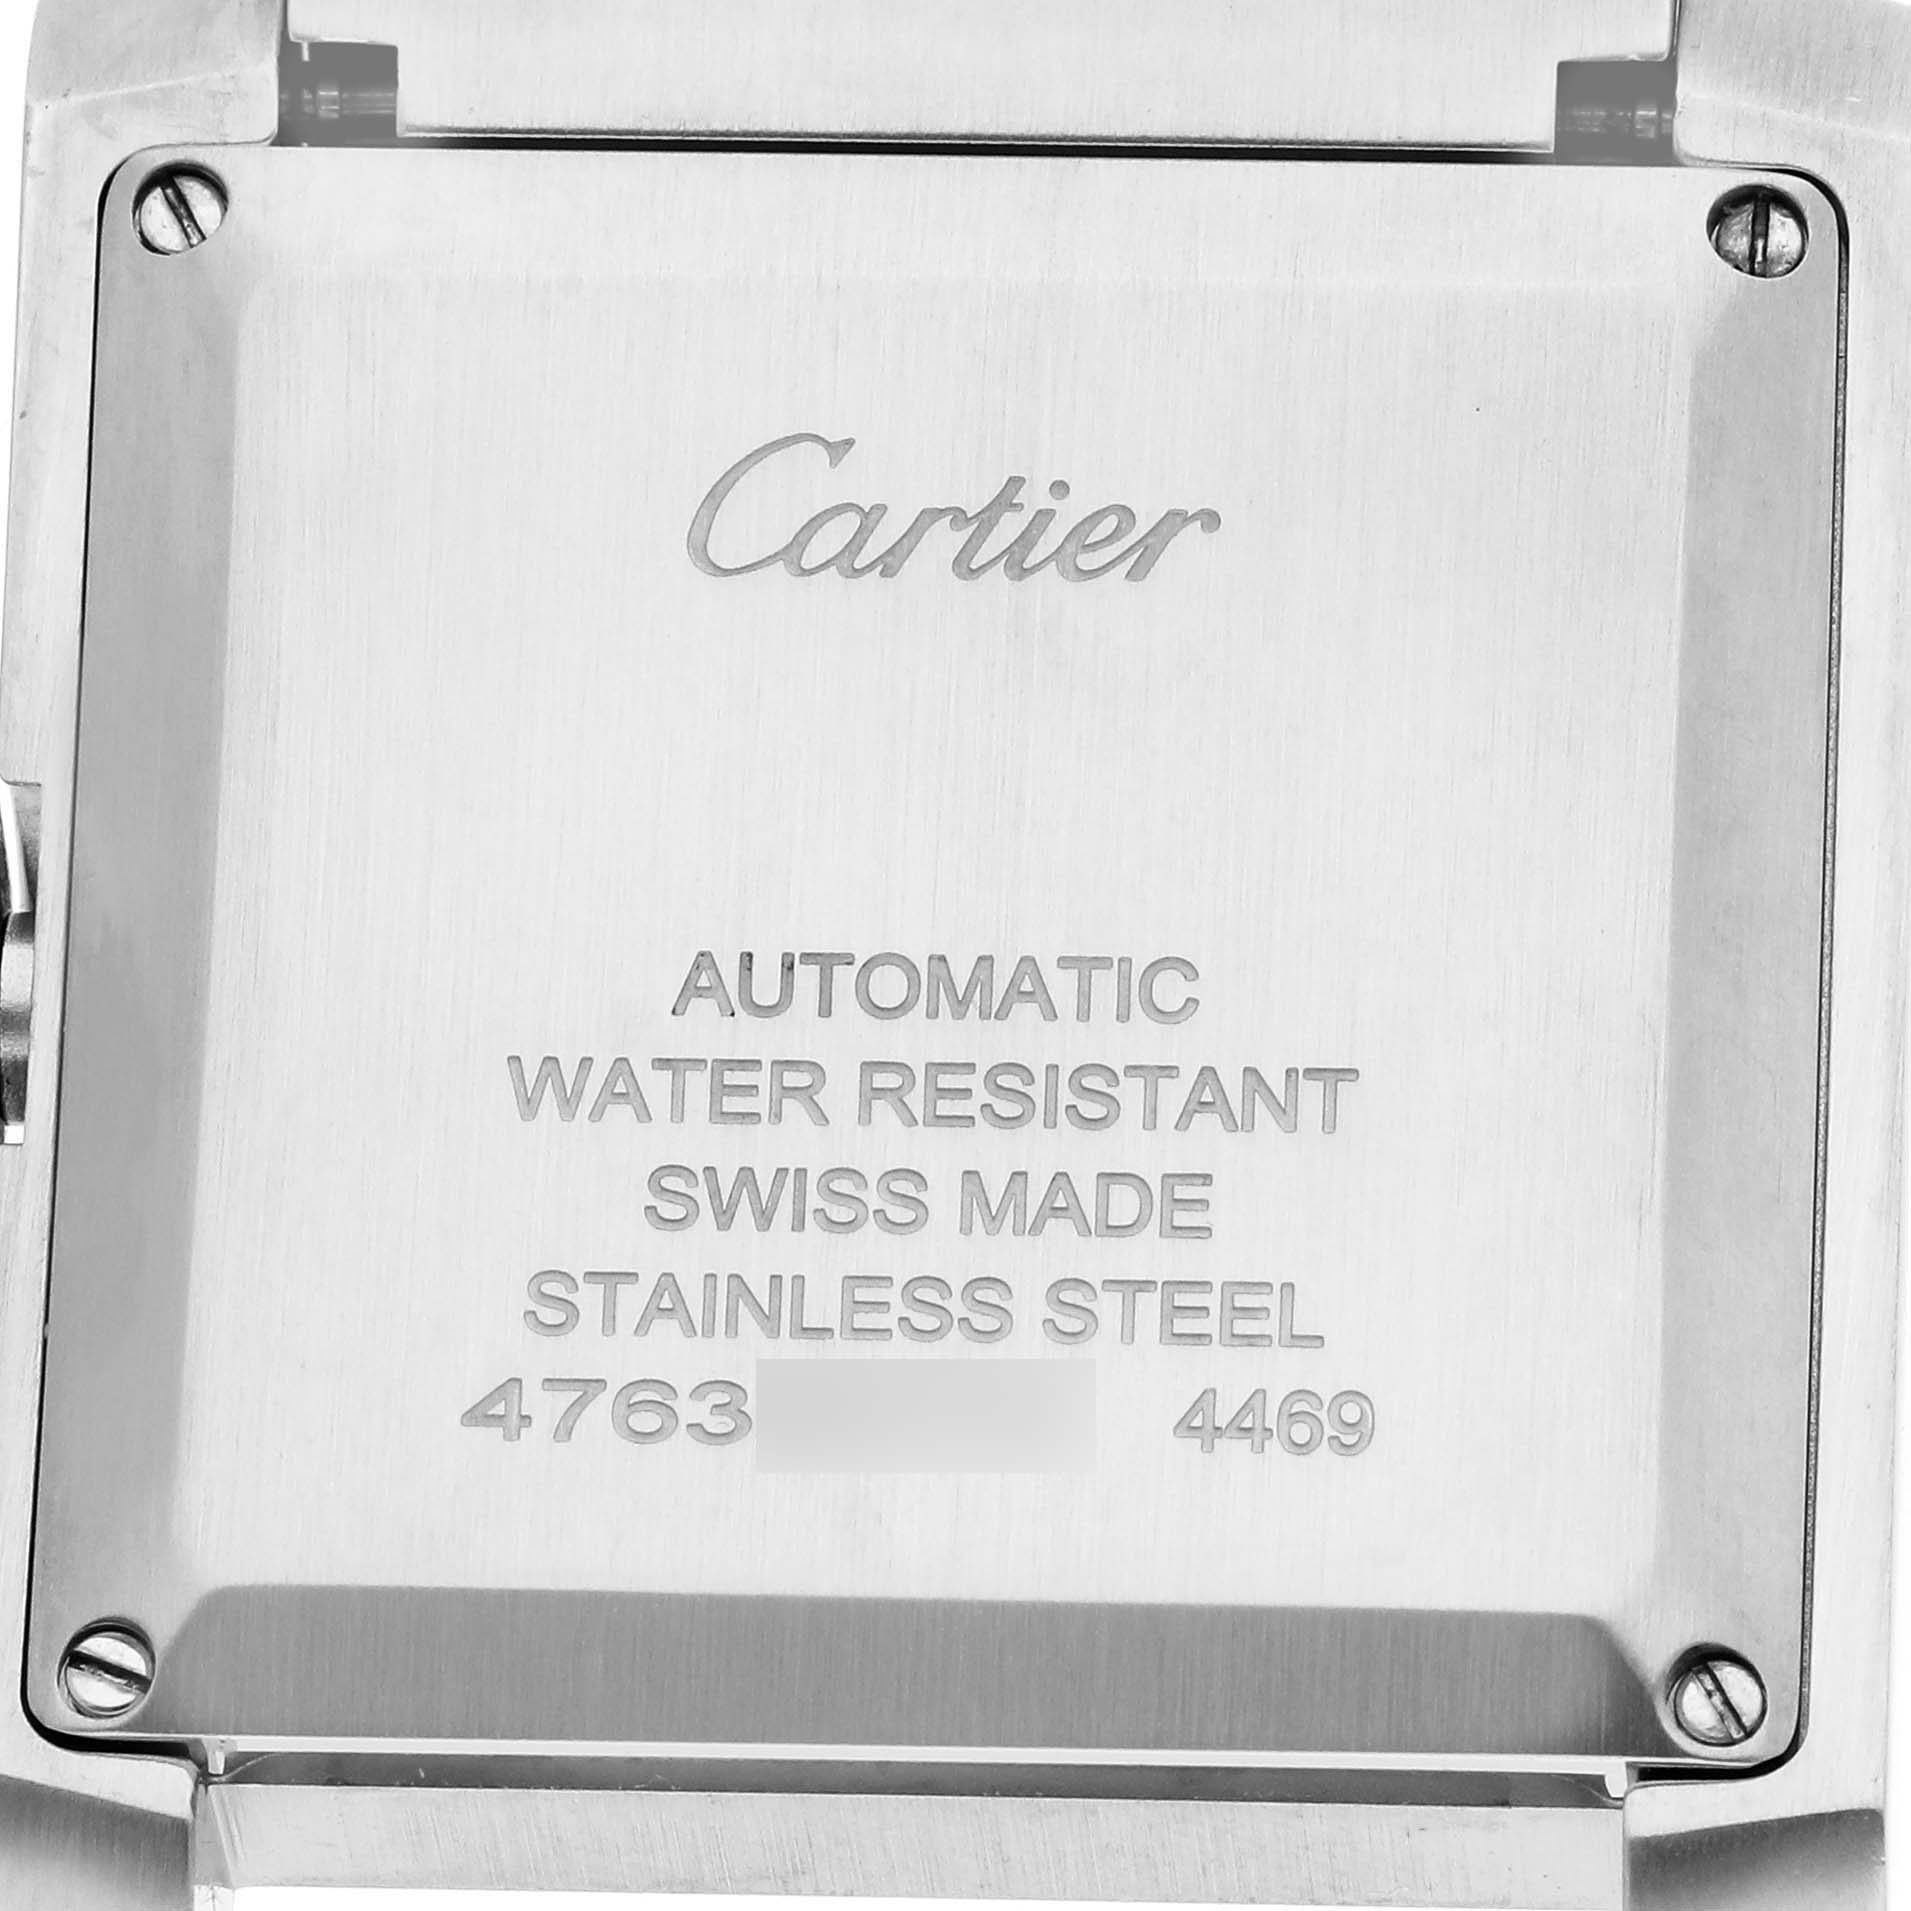 Cartier
AUTOMATIC
WATER RESISTANT
SWISS MADE
STAINLESS STEEL
4763 4469